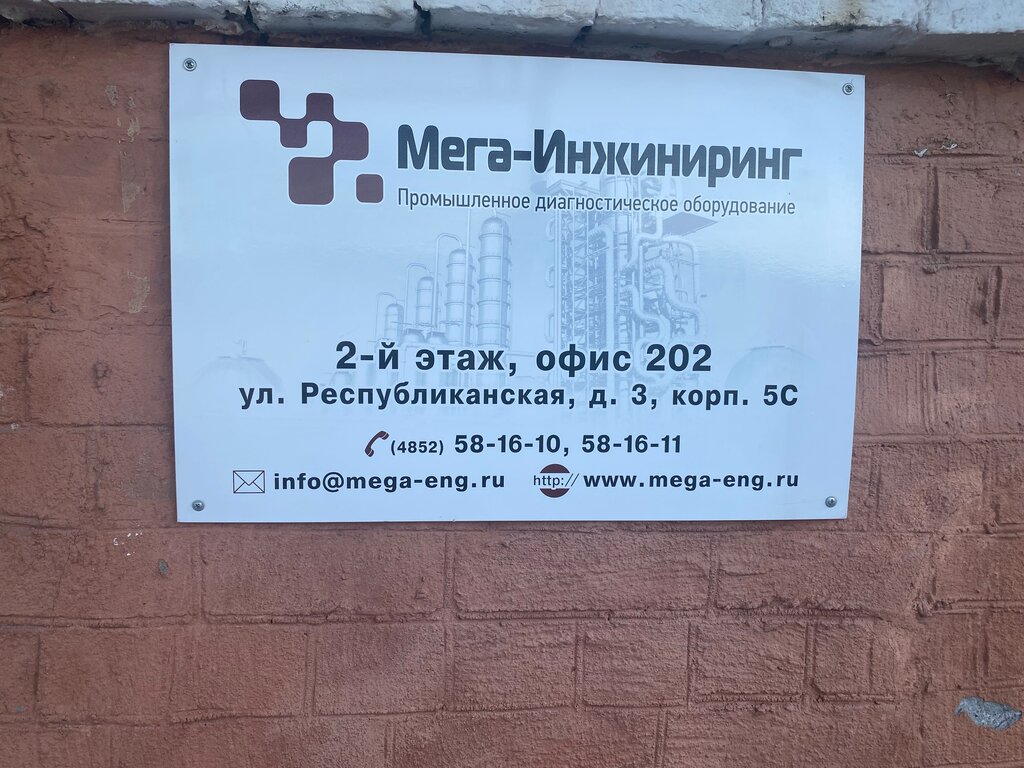 Мега-Инжиниринг
Промышленное диагностическое оборудование
2-й этаж, офис 202
ул. Республиканская, д. 3, корп. 5С
(4852) 58-16-10, 58-16-11
info@mega-eng.ru http:// www.mega-eng.ru